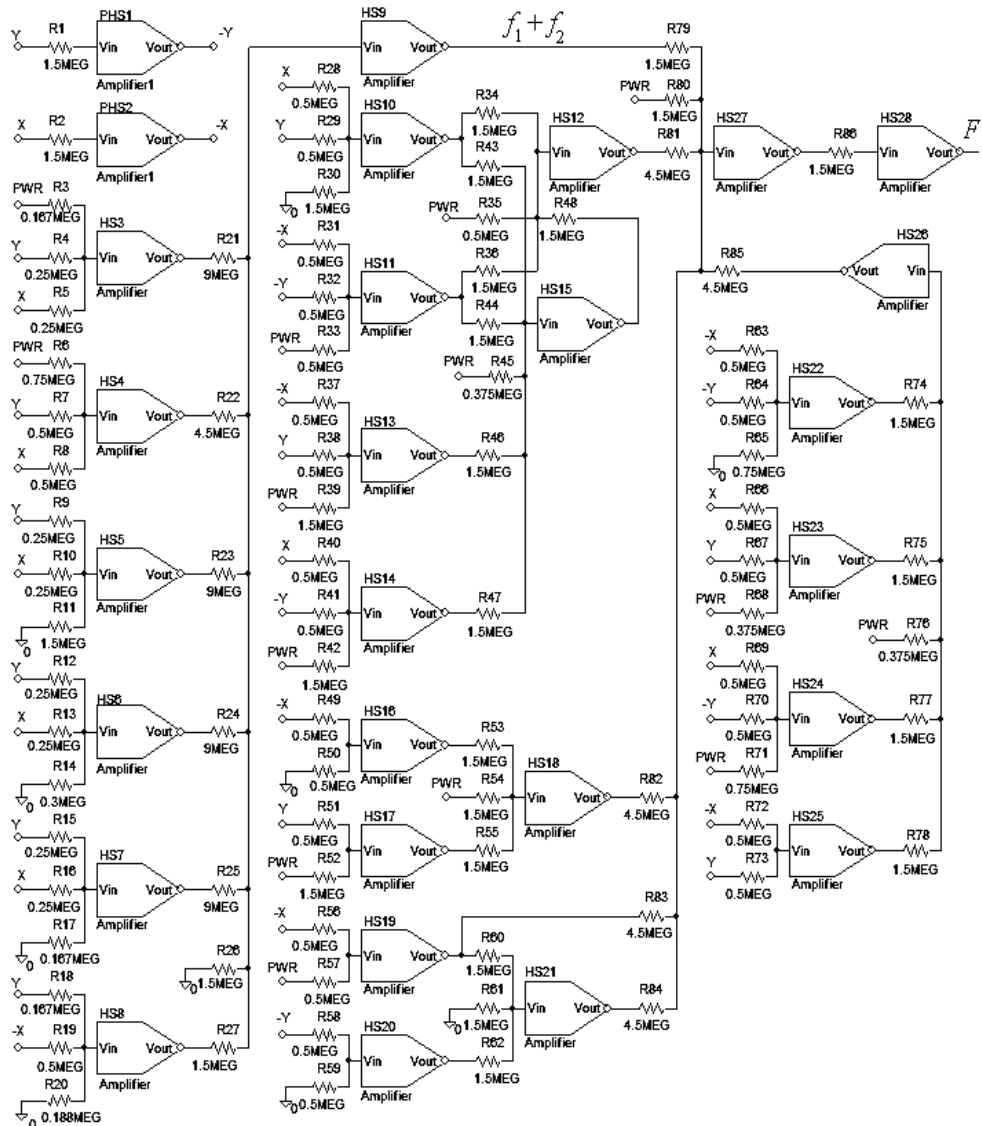 Y R1 1.5MEG PHS1 Vin Vout -Y Amplifier1
X R2 1.5MEG PHS2 Vin Vout -X Amplifier1
PWR R3 0.167MEG
Y R4 0.25MEG HS3 Vin Vout Amplifier R21 9MEG
X R5 0.25MEG
PWR R6 0.75MEG
Y R7 0.5MEG HS4 Vin Vout Amplifier R22 4.5MEG
X R8 0.5MEG
Y R9 0.25MEG
X R10 0.25MEG HS5 Vin Vout Amplifier R23 9MEG
0 R11 1.5MEG
Y R12 0.25MEG
X R13 0.25MEG HS6 Vin Vout Amplifier R24 9MEG
0 R14 0.3MEG
Y R15 0.25MEG
X R16 0.25MEG HS7 Vin Vout Amplifier R25 9MEG
0 R17 0.167MEG
0 R26 1.5MEG
Y R18 0.167MEG
-X R19 0.5MEG HS8 Vin Vout Amplifier R27 1.5MEG
0 R20 0.188MEG
HS9 Vin Vout Amplifier
f1 + f2
R79 1.5MEG
PWR R80 1.5MEG
X R28 0.5MEG
Y R29 0.5MEG HS10 Vin Vout Amplifier
0 R30 1.5MEG
R34 1.5MEG
R43 1.5MEG
HS12 Vin Vout Amplifier R81 4.5MEG
HS27 Vin Vout Amplifier R86 1.5MEG
HS28 Vin Vout Amplifier F
PWR R35 0.5MEG
R48 1.5MEG
-X R31 0.5MEG
-Y R32 0.5MEG HS11 Vin Vout Amplifier
PWR R33 0.5MEG
R36 1.5MEG
R44 1.5MEG
HS15 Vin Vout Amplifier
PWR R45 0.375MEG
R85 4.5MEG
HS26 Vout Vin Amplifier
-X R37 0.5MEG
Y R38 0.5MEG HS13 Vin Vout Amplifier R46 1.5MEG
PWR R39 1.5MEG
X R40 0.5MEG
-Y R41 0.5MEG HS14 Vin Vout Amplifier R47 1.5MEG
PWR R42 1.5MEG
-X R49 0.5MEG HS16 Vin Vout Amplifier R53 1.5MEG
0 R50 0.5MEG
PWR R54 1.5MEG
HS18 Vin Vout Amplifier R82 4.5MEG
Y R51 0.5MEG HS17 Vin Vout Amplifier R55 1.5MEG
PWR R52 1.5MEG
-X R56 0.5MEG HS19 Vin Vout Amplifier
PWR R57 0.5MEG
R83 4.5MEG
R60 1.5MEG
0 R61 1.5MEG
HS21 Vin Vout Amplifier R84 4.5MEG
-Y R58 0.5MEG HS20 Vin Vout Amplifier R62 1.5MEG
0 R59 0.5MEG
-X R63 0.5MEG
-Y R64 0.5MEG HS22 Vin Vout Amplifier R74 1.5MEG
0 R65 0.75MEG
X R66 0.5MEG
Y R67 0.5MEG HS23 Vin Vout Amplifier R75 1.5MEG
PWR R68 0.375MEG
PWR R76 0.375MEG
X R69 0.5MEG
-Y R70 0.5MEG HS24 Vin Vout Amplifier R77 1.5MEG
PWR R71 0.75MEG
-X R72 0.5MEG HS25 Vin Vout Amplifier R78 1.5MEG
Y R73 0.5MEG